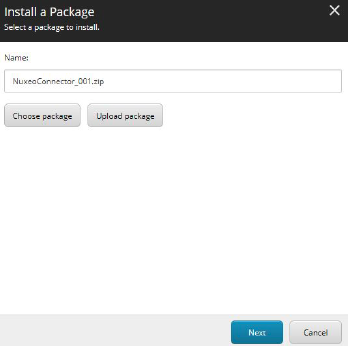 Install a Package
Select a package to install.
Name:
NuxeoConnector_001.zip
Choose package Upload package
Next Cancel